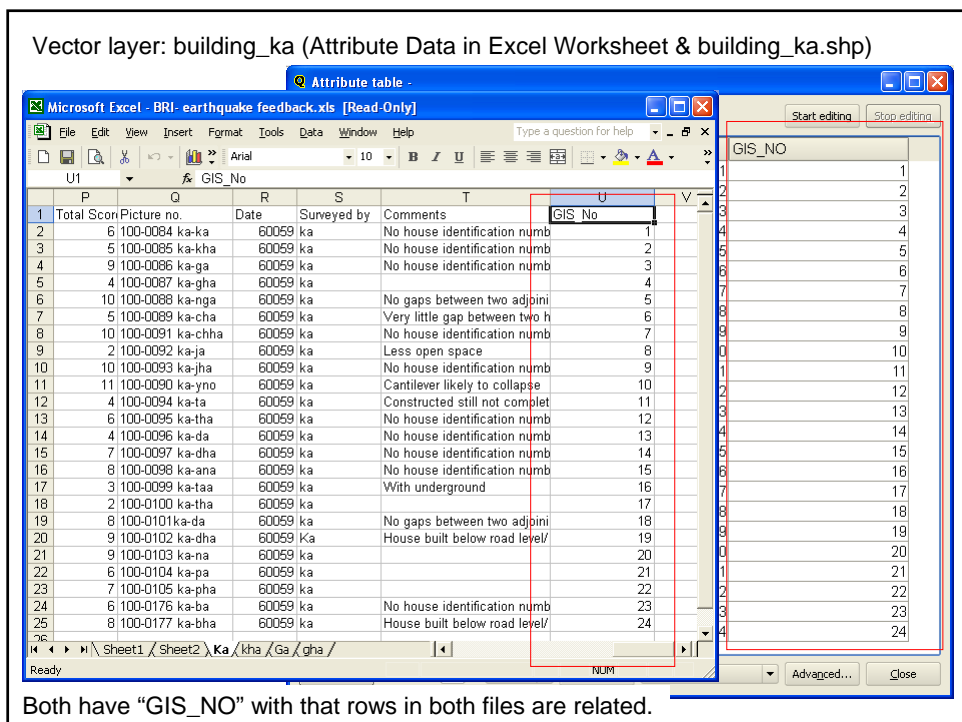 Vector layer: building_ka (Attribute Data in Excel Worksheet & building_ka.shp)
Attribute table -
Start editing Stop editing
GIS_NO
1
2
3
4
5
6
7
8
9
10
11
12
13
14
15
16
17
18
19
20
21
22
23
24
Advanced... Close
Microsoft Excel - BRI- earthquake feedback.xls [Read-Only]
File Edit View Insert Format Tools Data Window Help Type a question for help
Arial 10 B I U A
U1 fx GIS_No
P Q R S T U V
1 Total Scor Picture no. Date Surveyed by Comments GIS_No
2 6 100-0084 ka-ka 60059 ka No house identification numb 1
3 5 100-0085 ka-kha 60059 ka No house identification numb 2
4 9 100-0086 ka-ga 60059 ka No house identification numb 3
5 4 100-0087 ka-gha 60059 ka 4
6 10 100-0088 ka-nga 60059 ka No gaps between two adjoini 5
7 5 100-0089 ka-cha 60059 ka Very little gap between two h 6
8 10 100-0091 ka-chha 60059 ka No house identification numb 7
9 2 100-0092 ka-ja 60059 ka Less open space 8
10 10 100-0093 ka-jha 60059 ka No house identification numb 9
11 11 100-0090 ka-yno 60059 ka Cantilever likely to collapse 10
12 4 100-0094 ka-ta 60059 ka Constructed still not complet 11
13 6 100-0095 ka-tha 60059 ka No house identification numb 12
14 4 100-0096 ka-da 60059 ka No house identification numb 13
15 7 100-0097 ka-dha 60059 ka No house identification numb 14
16 8 100-0098 ka-ana 60059 ka No house identification numb 15
17 3 100-0099 ka-taa 60059 ka With underground 16
18 2 100-0100 ka-tha 60059 ka 17
19 8 100-0101ka-da 60059 ka No gaps between two adjoini 18
20 9 100-0102 ka-dha 60059 Ka House built below road level/ 19
21 9 100-0103 ka-na 60059 ka 20
22 6 100-0104 ka-pa 60059 ka 21
23 7 100-0105 ka-pha 60059 ka 22
24 6 100-0176 ka-ba 60059 ka No house identification numb 23
25 8 100-0177 ka-bha 60059 ka House built below road level/ 24
Sheet1 Sheet2 Ka kha Ga gha
Ready NUM
Both have “GIS_NO” with that rows in both files are related.